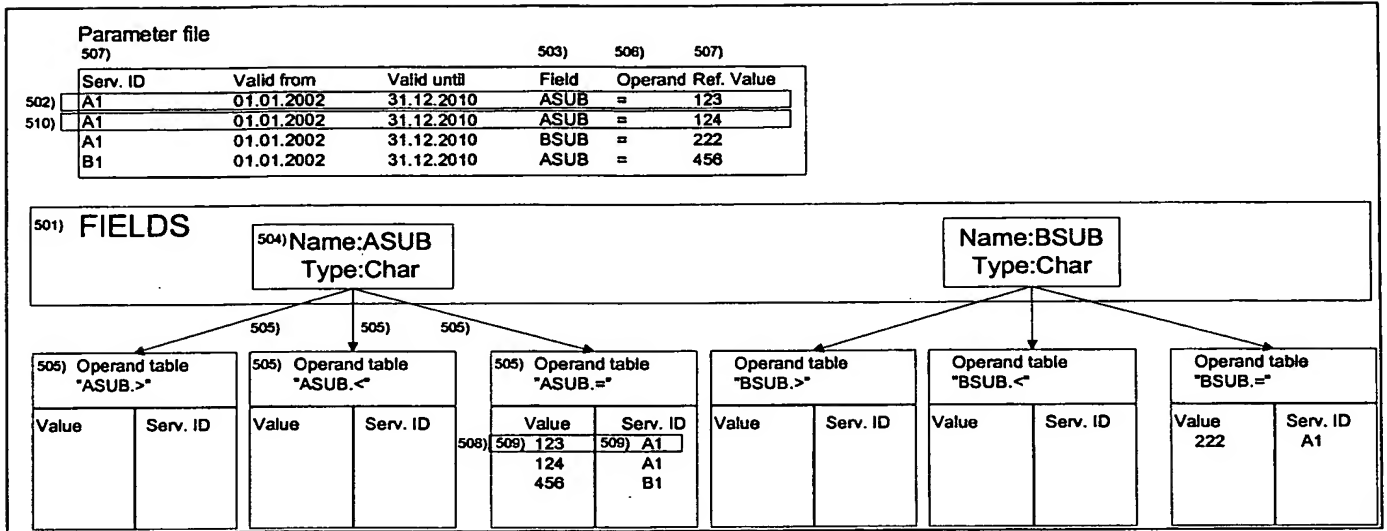 Parameter file
507) 503) 506) 507)
Serv. ID Valid from Valid until Field Operand Ref. Value
502) A1 01.01.2002 31.12.2010 ASUB = 123
510) A1 01.01.2002 31.12.2010 ASUB = 124
A1 01.01.2002 31.12.2010 BSUB = 222
B1 01.01.2002 31.12.2010 ASUB = 456
501) FIELDS
504) Name:ASUB
Type:Char
Name:BSUB
Type:Char
505) 505) 505)
505) Operand table
"ASUB.>"
Value Serv. ID
505) Operand table
"ASUB.<"
Value Serv. ID
505) Operand table
"ASUB.="
Value Serv. ID
508) 509) 123 509) A1
124 A1
456 B1
Operand table
"BSUB.>"
Value Serv. ID
Operand table
"BSUB.<"
Value Serv. ID
Operand table
"BSUB.="
Value Serv. ID
222 A1